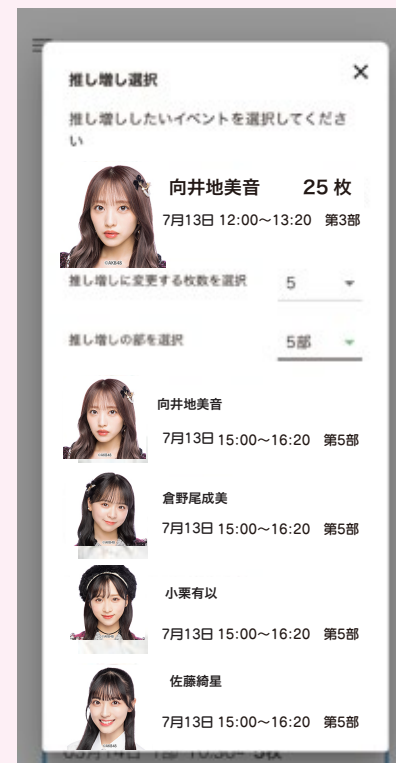 推し増し選択
×
推し増ししたいイベントを選択してくださ
い
向井地美音 25 枚
7月13日 12:00〜13:20 第3部
©AKB48
推し増しに変更する枚数を選択 5
推し増しの部を選択 5部
向井地美音
7月13日 15:00〜16:20 第5部
倉野尾成美
7月13日 15:00〜16:20 第5部
小栗有以
7月13日 15:00〜16:20 第5部
佐藤綺星
7月13日 15:00〜16:20 第5部
©AKB48